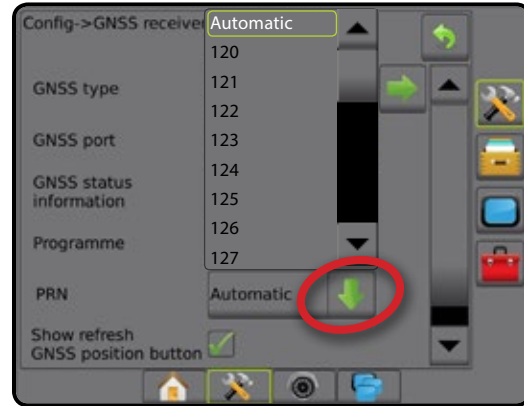 Config->GNSS receive
Automatic
120
121
122
123
124
125
126
127
GNSS type
GNSS port
GNSS status
information
Programme
PRN
Automatic
Show refresh
GNSS position button